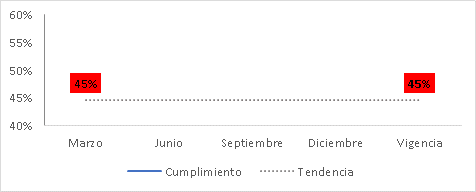 60%
55%
50%
45%
40%
45%
45%
Marzo
Junio
Septiembre
Diciembre
Vigencia
Cumplimiento
Tendencia